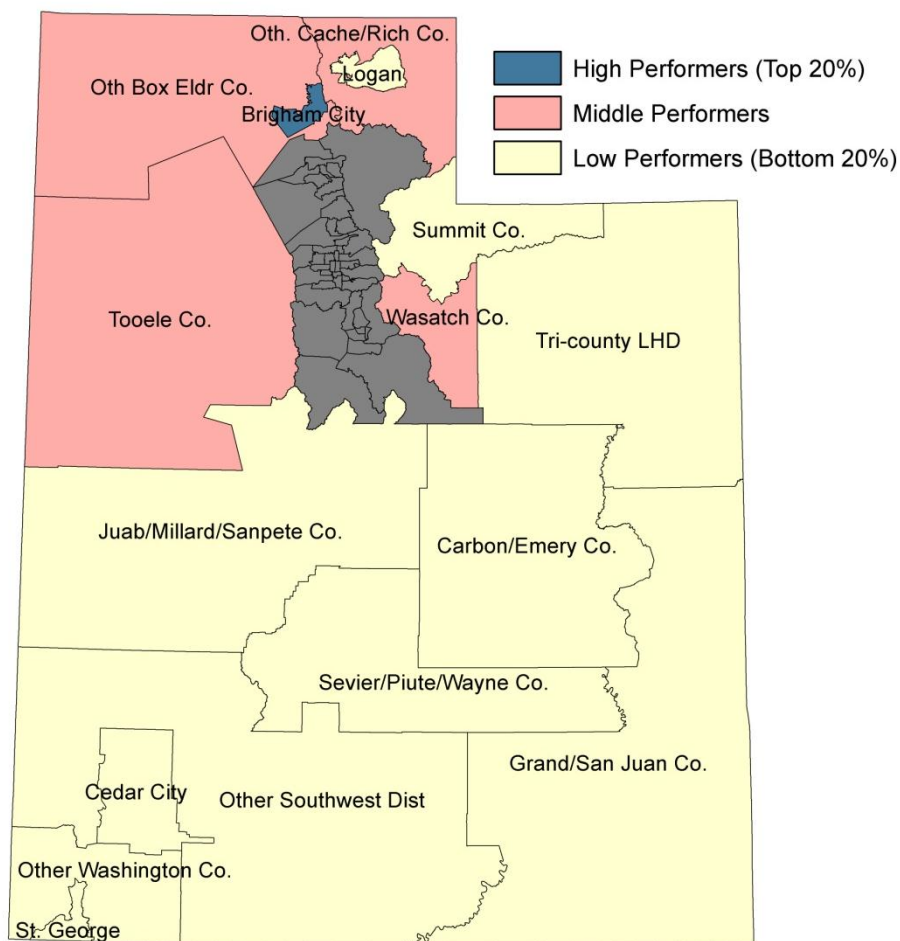 Oth. Cache/Rich Co.
Logan
Oth Box Eldr Co.
Brigham City
High Performers (Top 20%)
Middle Performers
Low Performers (Bottom 20%)
Summit Co.
Tooele Co.
Wasatch Co.
Tri-county LHD
Juab/Millard/Sanpete Co.
Carbon/Emery Co.
Sevier/Piute/Wayne Co.
Grand/San Juan Co.
Cedar City
Other Southwest Dist
Other Washington Co.
St. George